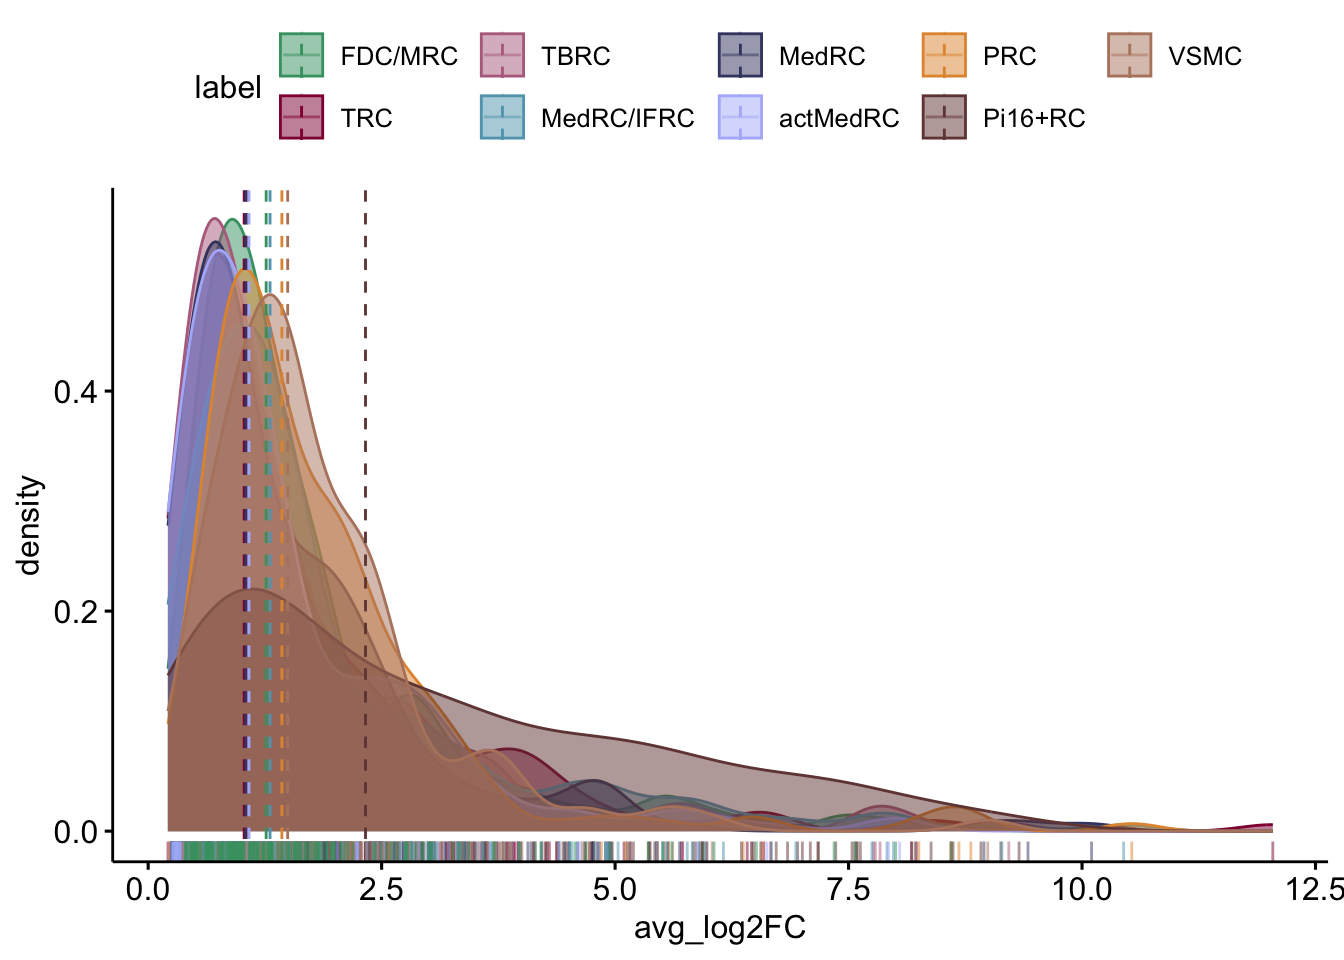 label
FDC/MRC TBRC MedRC PRC VSMC
TRC MedRC/IFRC actMedRC Pi16+RC
density
0.4
0.2
0.0
0.0 2.5 5.0 7.5 10.0 12.5
avg_log2FC